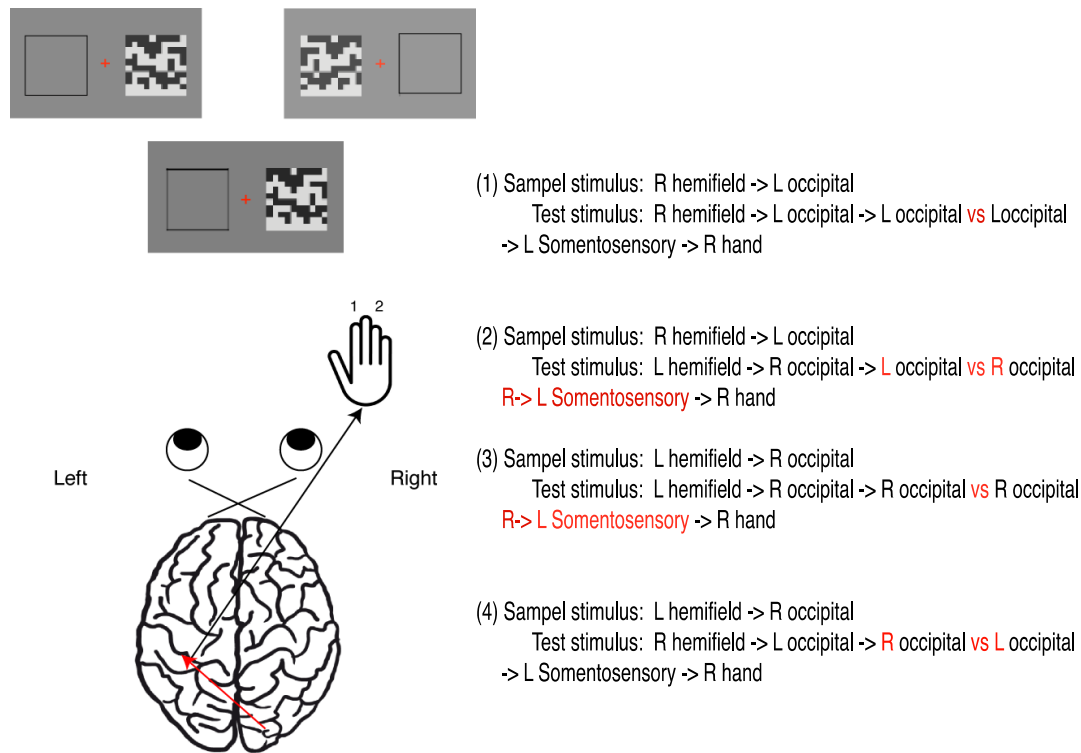 (1) Sampel stimulus: R hemifield -> L occipital
Test stimulus: R hemifield -> L occipital -> L occipital vs Loccipital
-> L Somentosensory -> R hand
1 2
(2) Sampel stimulus: R hemifield -> L occipital
Test stimulus: L hemifield -> R occipital -> L occipital vs R occipital
R-> L Somentosensory -> R hand
Left
Right
(3) Sampel stimulus: L hemifield -> R occipital
Test stimulus: L hemifield -> R occipital -> R occipital vs R occipital
R-> L Somentosensory -> R hand
(4) Sampel stimulus: L hemifield -> R occipital
Test stimulus: R hemifield -> L occipital -> R occipital vs L occipital
-> L Somentosensory -> R hand